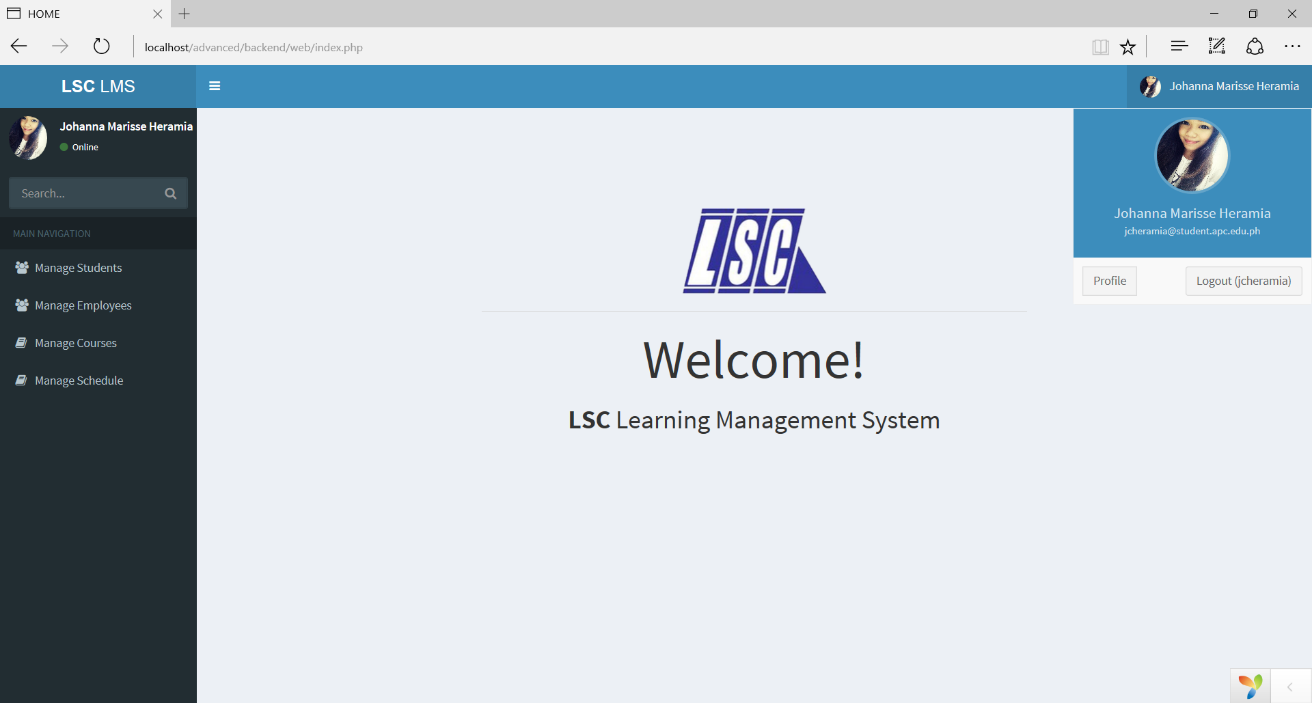 HOME
localhost/advanced/backend/web/index.php
LSC LMS
Johanna Marisse Heramia
Johanna Marisse Heramia
Online
Search...
MAIN NAVIGATION
Manage Students
Manage Employees
Manage Courses
Manage Schedule
LSC
Welcome!
LSC Learning Management System
Johanna Marisse Heramia
jcheramia@student.apc.edu.ph
Profile
Logout (jcheramia)